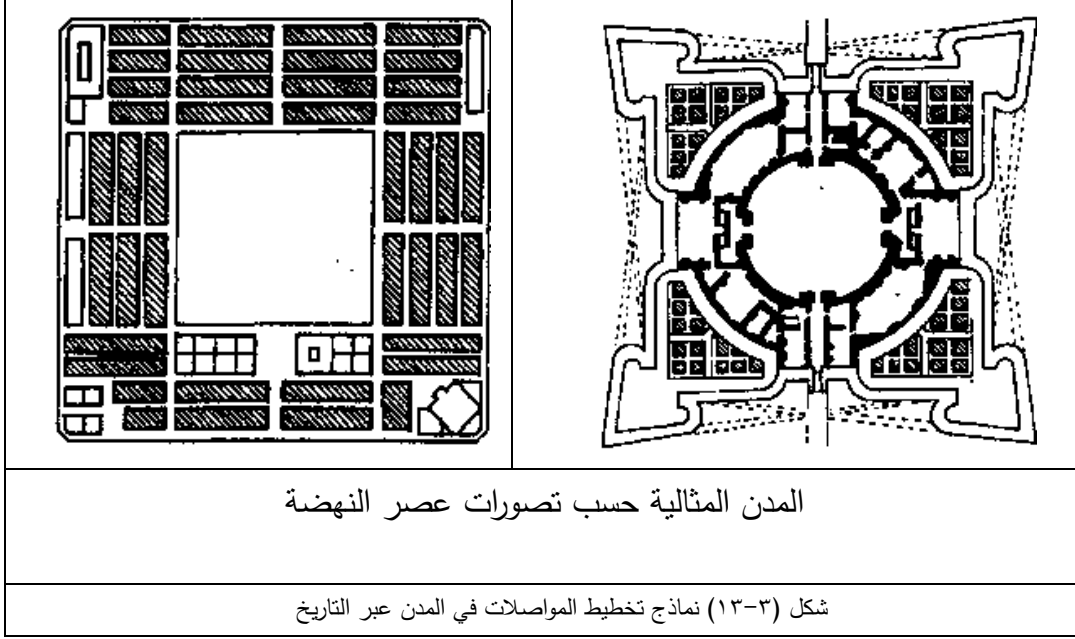 المدن المثالية حسب تصورات عصر النهضة
شكل (٣-١٣) نماذج تخطيط المواصلات في المدن عبر التاريخ